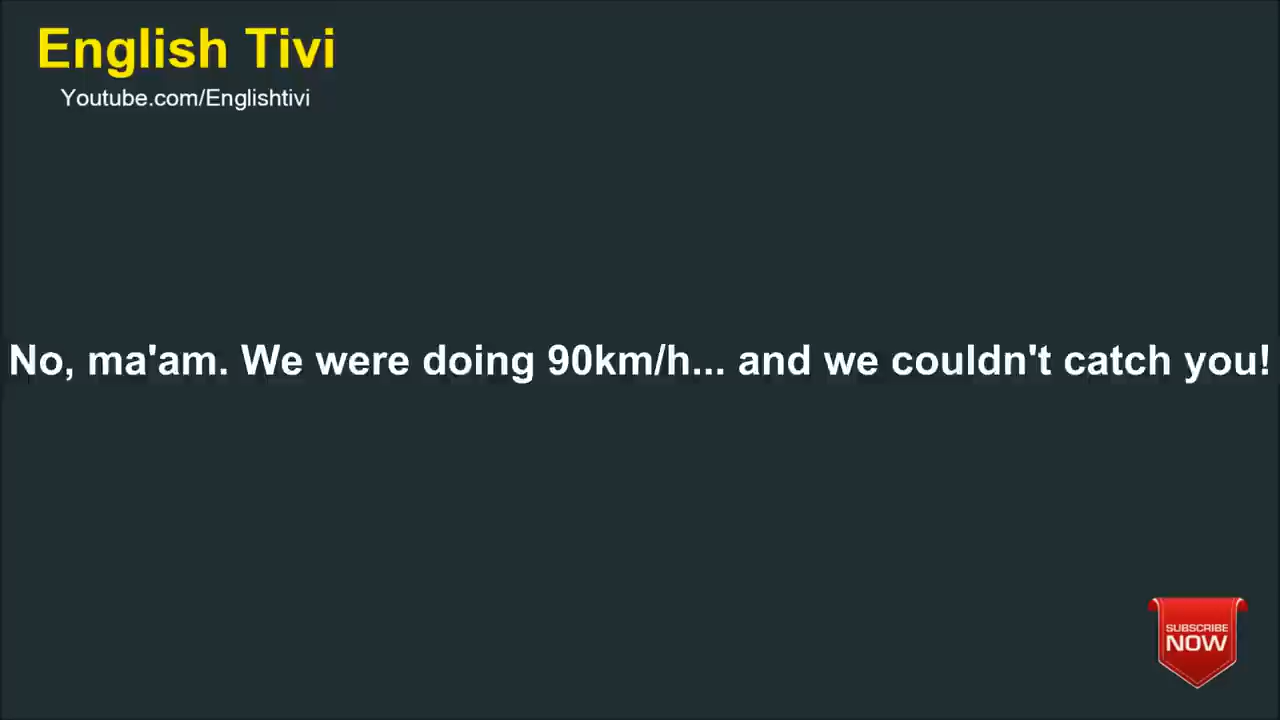 English Tivi
Youtube.com/Englishtivi
No, ma'am. We were doing 90km/h... and we couldn't catch you!
SUBSCRIBE
NOW